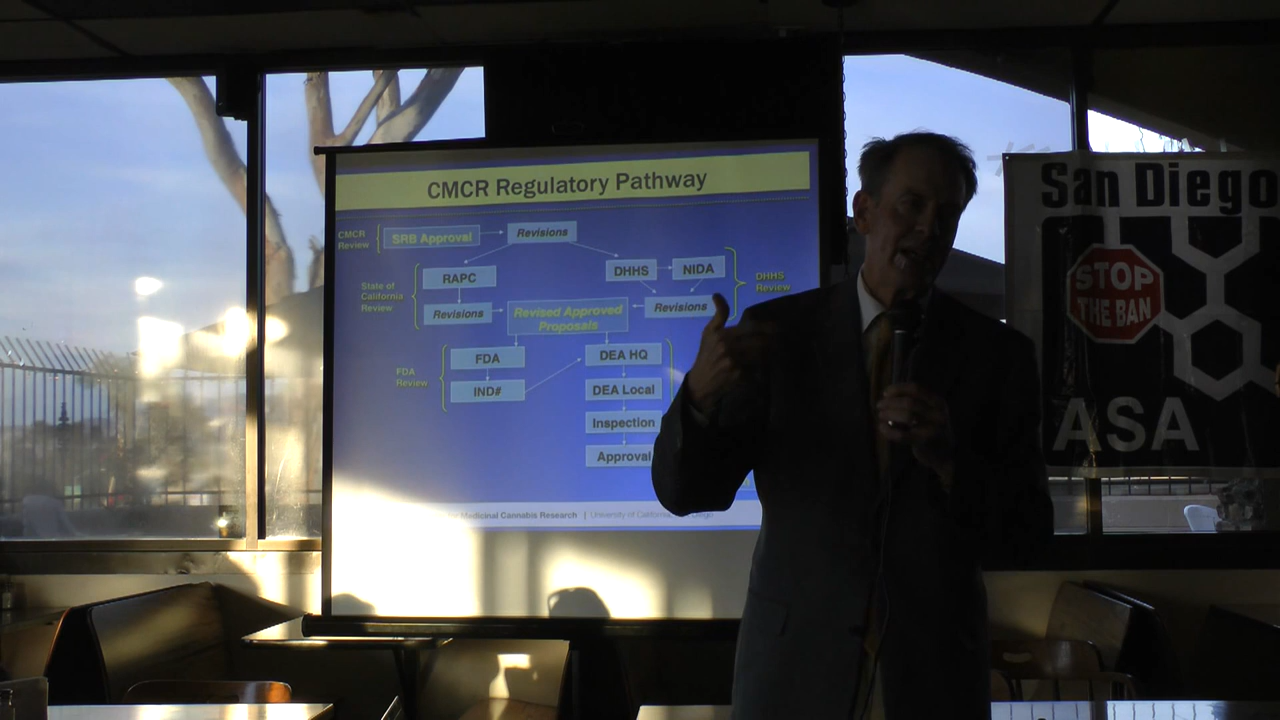 CMCR Regulatory Pathway
CMCR
Review
SRB Approval
Revisions
RAPC
DHHS
NIDA
DHHS
Review
State of
California
Review
Revisions
Revised Approved
Proposals
Revisions
FDA
Review
FDA
DEA HQ
IND#
DEA Local
Inspection
Approval
Medicinal Cannabis Research | University of California
Diego
San Diego
STOP
THE BAN
ASA